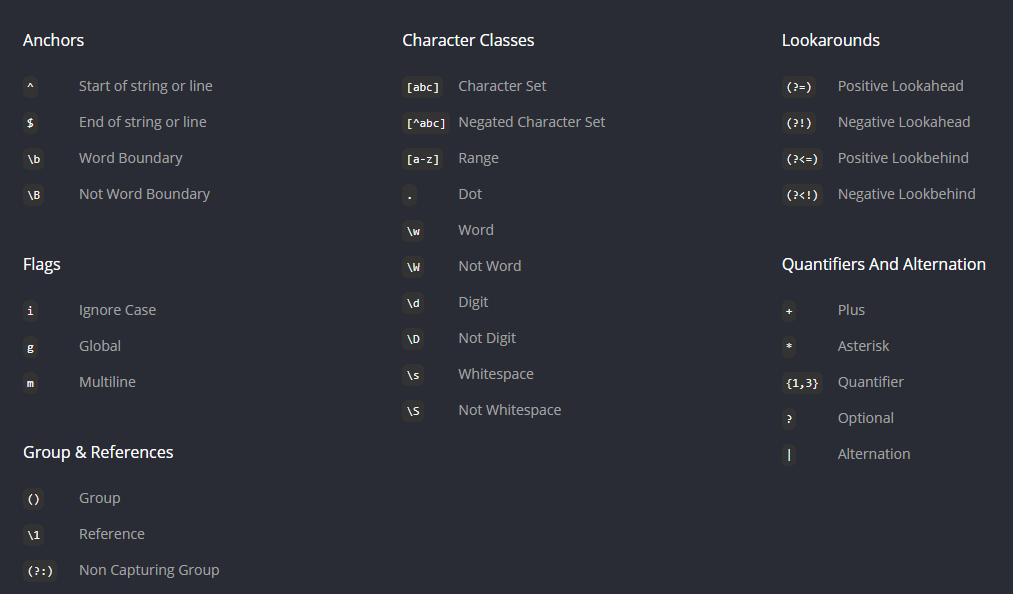 Anchors
^ Start of string or line
$ End of string or line
\b Word Boundary
\B Not Word Boundary
Flags
i Ignore Case
g Global
m Multiline
Group & References
() Group
\1 Reference
(?:) Non Capturing Group
Character Classes
[abc] Character Set
[^abc] Negated Character Set
[a-z] Range
. Dot
\w Word
\W Not Word
\d Digit
\D Not Digit
\s Whitespace
\S Not Whitespace
Lookarounds
(?=) Positive Lookahead
(?!) Negative Lookahead
(?<=) Positive Lookbehind
(?<!) Negative Lookbehind
Quantifiers And Alternation
+ Plus
* Asterisk
{1,3} Quantifier
? Optional
| Alternation